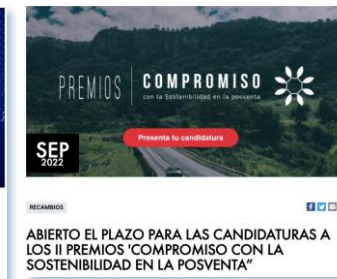 PREMIOS COMPROMISO
con la Sostenibilidad en la posventa
Presenta tu candidatura
SEP
2022
RECAMBIOS
ABIERTO EL PLAZO PARA LAS CANDIDATURAS A
LOS II PREMIOS 'COMPROMISO CON LA
SOSTENIBILIDAD EN LA POSVENTA”